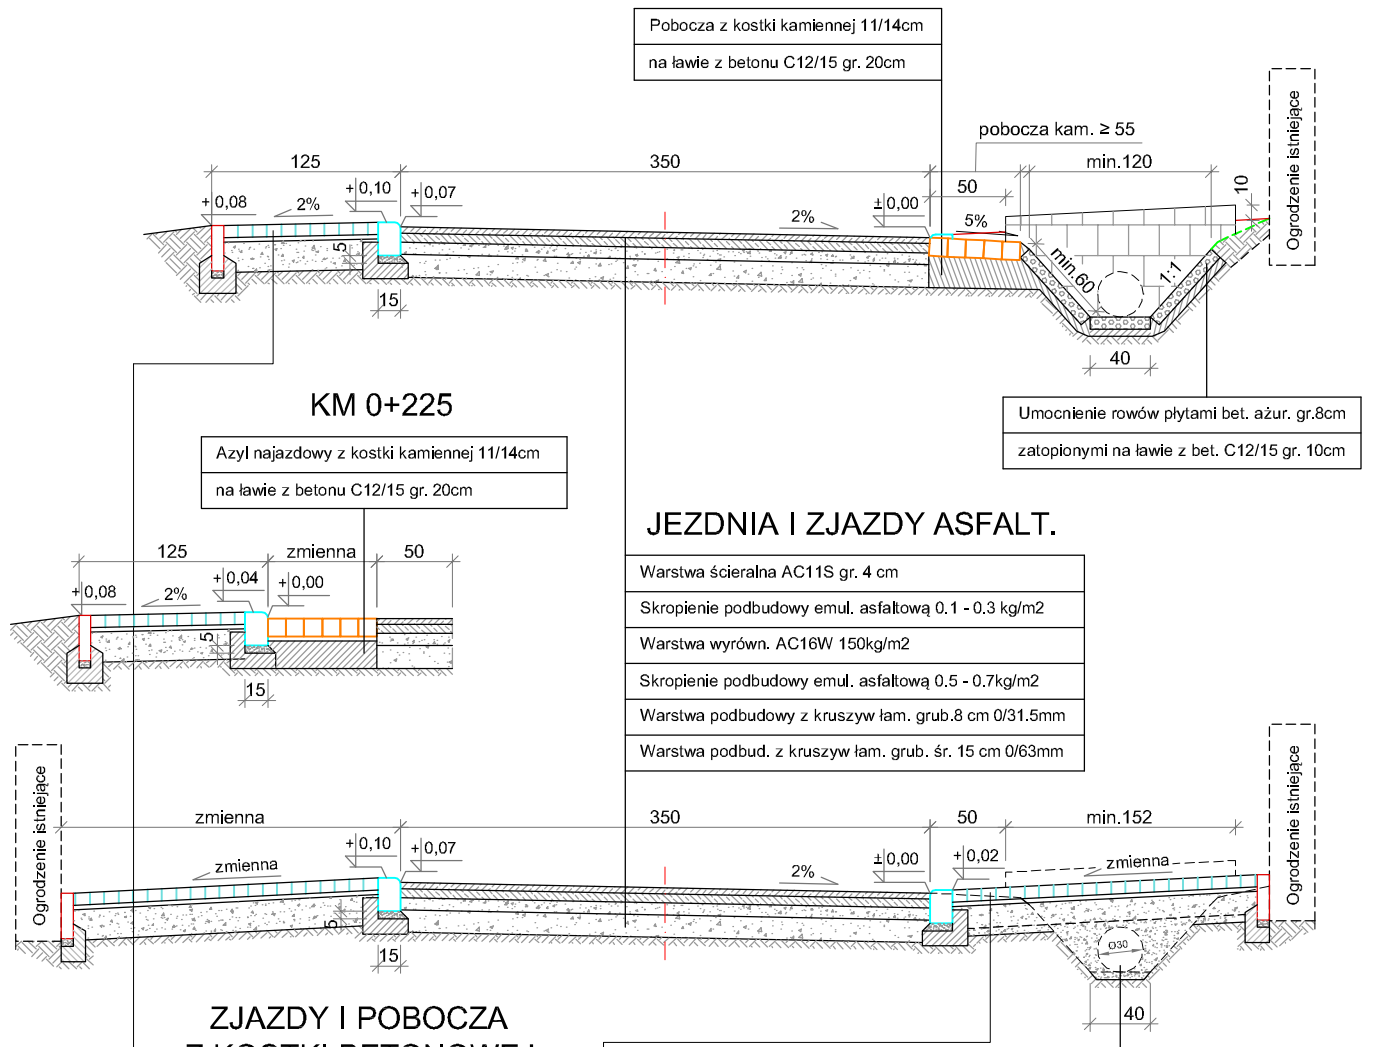 Pobocza z kostki kamiennej 11/14cm
na ławie z betonu C12/15 gr. 20cm
pobocza kam. ≥ 55
125
350
min.120
50
10
Ogrodzenie istniejące
+0,08
2%
+0,10
+0,07
2%
±0,00
5%
5
15
min.60
1:1
40
KM 0+225
Umocnienie rowów płytami bet. ażur. gr.8cm
zatopionymi na ławie z bet. C12/15 gr. 10cm
Azyl najazdowy z kostki kamiennej 11/14cm
na ławie z betonu C12/15 gr. 20cm
125
zmienna
50
+0,08
2%
+0,04
+0,00
5
15
JEZDNIA I ZJAZDY ASFALT.
Warstwa ścieralna AC11S gr. 4 cm
Skropienie podbudowy emul. asfaltową 0.1 - 0.3 kg/m2
Warstwa wyrówn. AC16W 150kg/m2
Skropienie podbudowy emul. asfaltową 0.5 - 0.7kg/m2
Warstwa podbudowy z kruszyw łam. grub.8 cm 0/31.5mm
Warstwa podbud. z kruszyw łam. grub. śr. 15 cm 0/63mm
Ogrodzenie istniejące
zmienna
350
50
min.152
Ogrodzenie istniejące
zmienna
+0,10
+0,07
2%
±0,00
+0,02
zmienna
5
15
Ø30
40
ZJAZDY I POBOCZA
Z KOSTKI BETONOWEJ